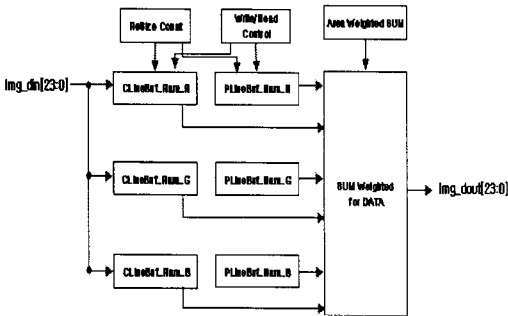 ReSize Count
Write/Read
Control
Area Weighted SUM
Img_din[23:0]
CLineBuf_Ram_R
PLineBuf_Ram_R
CLineBuf_Ram_G
PLineBuf_Ram_G
SUM Weighted
for DATA
Img_dout[23:0]
CLineBuf_Ram_B
PLineBuf_Ram_B